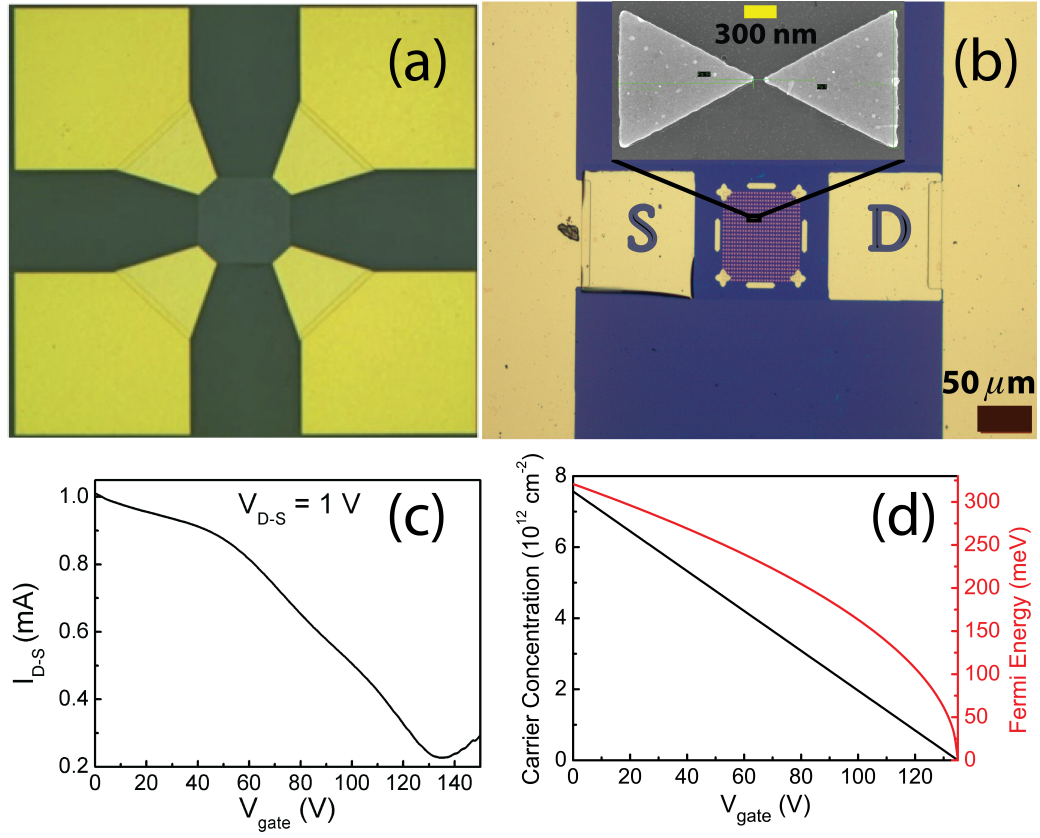 (a)
300 nm
(b)
S
D
50 μm
(c)
V_D-S = 1 V
I_D-S (mA)
1.0
0.8
0.6
0.4
0.2
0 20 40 60 80 100 120 140
V_gate (V)
(d)
Carrier Concentration (10¹² cm⁻²)
8
6
4
2
0
Fermi Energy (meV)
300
250
200
150
100
50
0
0 20 40 60 80 100 120
V_gate (V)